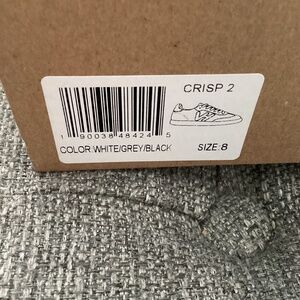 CRISP 2
1 90038 48424 5
COLOR:WHITE/GREY/BLACK
SIZE:8